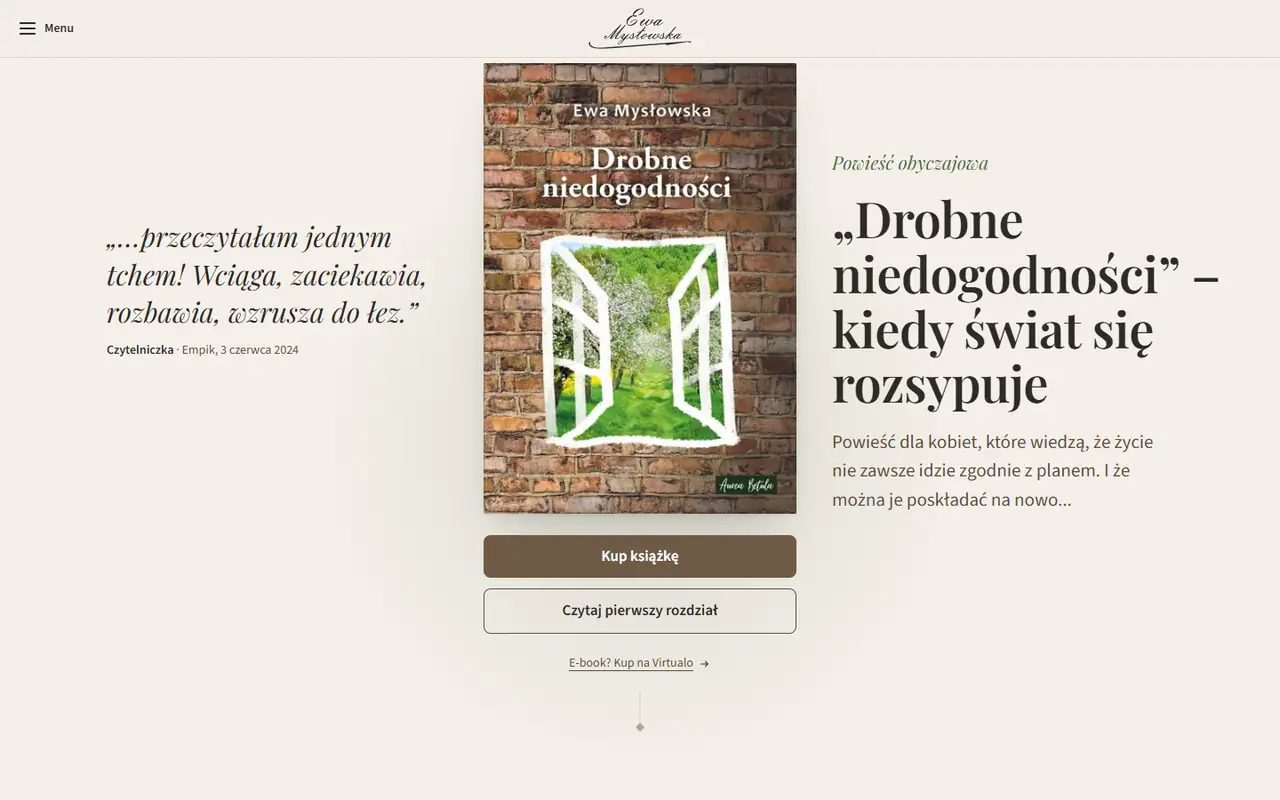 Menu
Ewa
Mysłowska
„...przeczytałam jednym
tchem! Wciąga, zaciekawia,
rozbawia, wzrusza do łez.”
Czytelniczka · Empik, 3 czerwca 2024
Ewa Mysłowska
Drobne
niedogodności
Aurea Betula
Kup książkę
Czytaj pierwszy rozdział
E-book? Kup na Virtualo →
Powieść obyczajowa
„Drobne
niedogodności” –
kiedy świat się
rozsypuje
Powieść dla kobiet, które wiedzą, że życie
nie zawsze idzie zgodnie z planem. I że
można je poskładać na nowo...